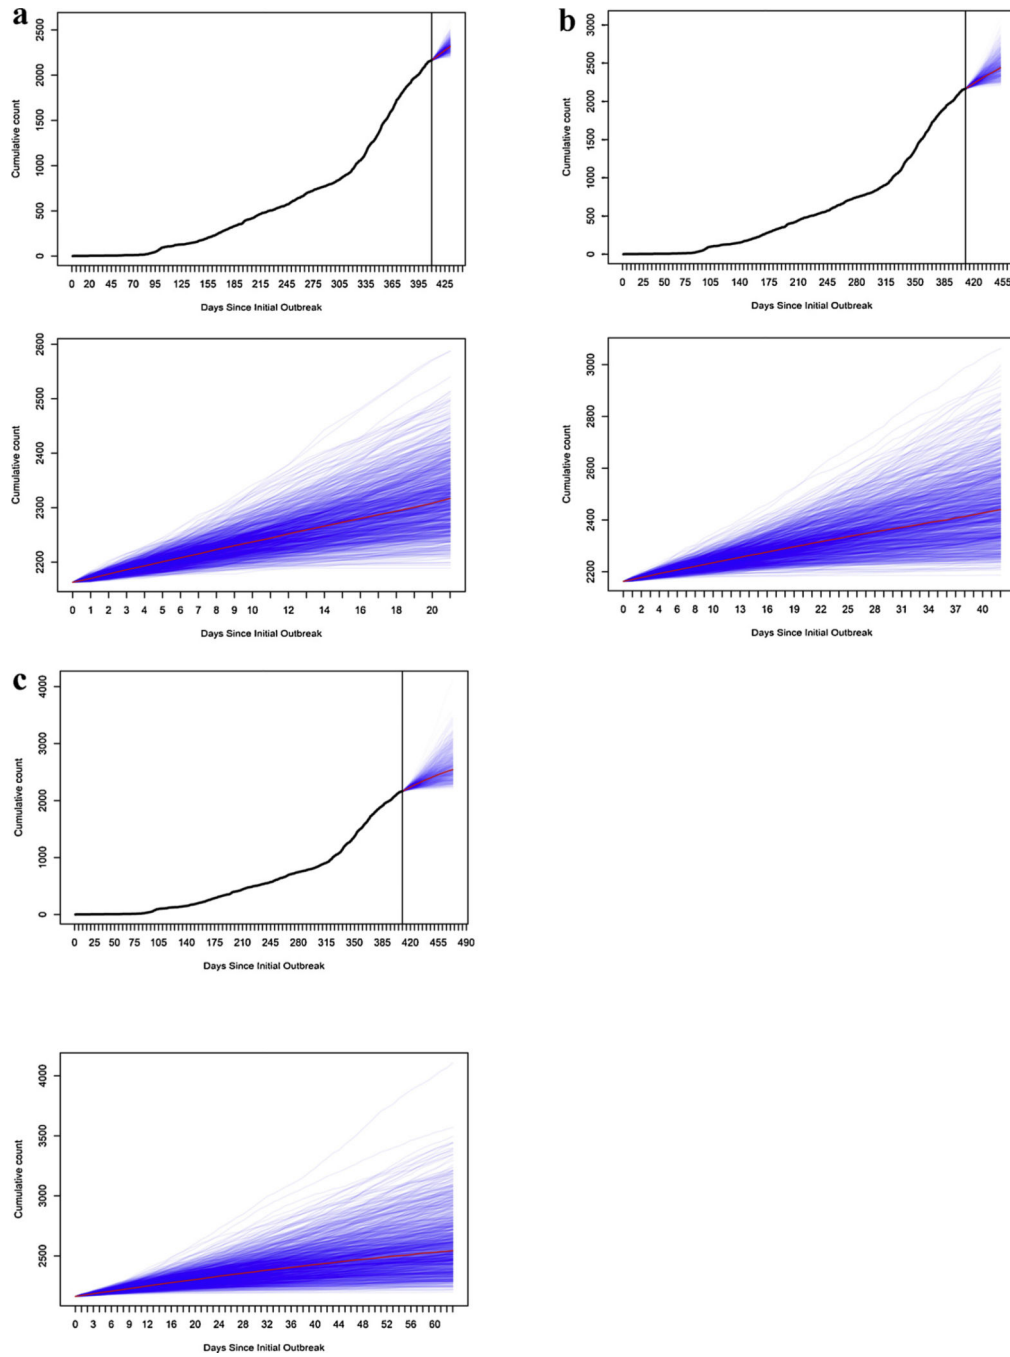 a
Cumulative count
2500
2000
1500
1000
500
0
0 20 45 70 95 125 155 185 215 245 275 305 335 365 395 425
Days Since Initial Outbreak
b
Cumulative count
3000
2500
2000
1500
1000
500
0
0 25 50 75 105 140 175 210 245 280 315 350 385 420 455
Days Since Initial Outbreak
Cumulative count
2600
2500
2400
2300
2200
0 1 2 3 4 5 6 7 8 9 10 12 13 14 15 16 18 20
Days Since Initial Outbreak
Cumulative count
3000
2800
2600
2400
2200
0 2 4 6 8 10 13 16 19 22 25 28 31 34 37 40
Days Since Initial Outbreak
c
Cumulative count
4000
3000
2000
1000
0
0 25 50 75 105 140 175 210 245 280 315 350 385 420 455 490
Days Since Initial Outbreak
Cumulative count
4000
3500
3000
2500
0 3 6 9 12 16 20 24 28 32 36 40 44 48 52 56 60
Days Since Initial Outbreak